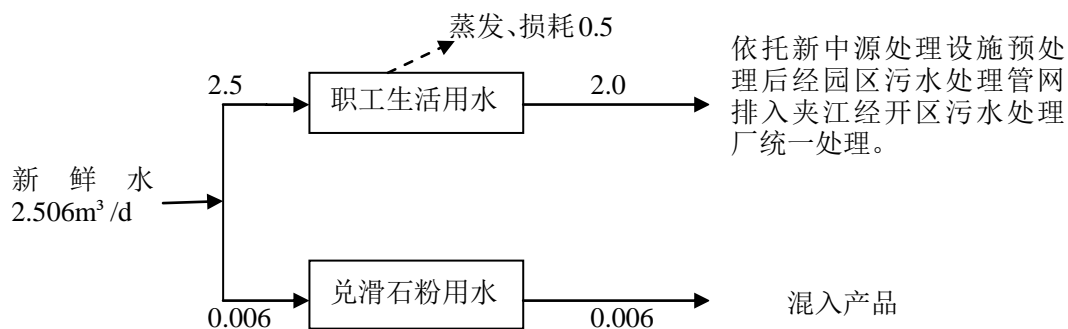 蒸发、损耗0.5
2.5
职工生活用水
2.0
依托新中源处理设施预处
理后经园区污水处理管网
排入夹江经开区污水处理
厂统一处理。
新鲜水
2.506m³/d
0.006
兑滑石粉用水
0.006
混入产品